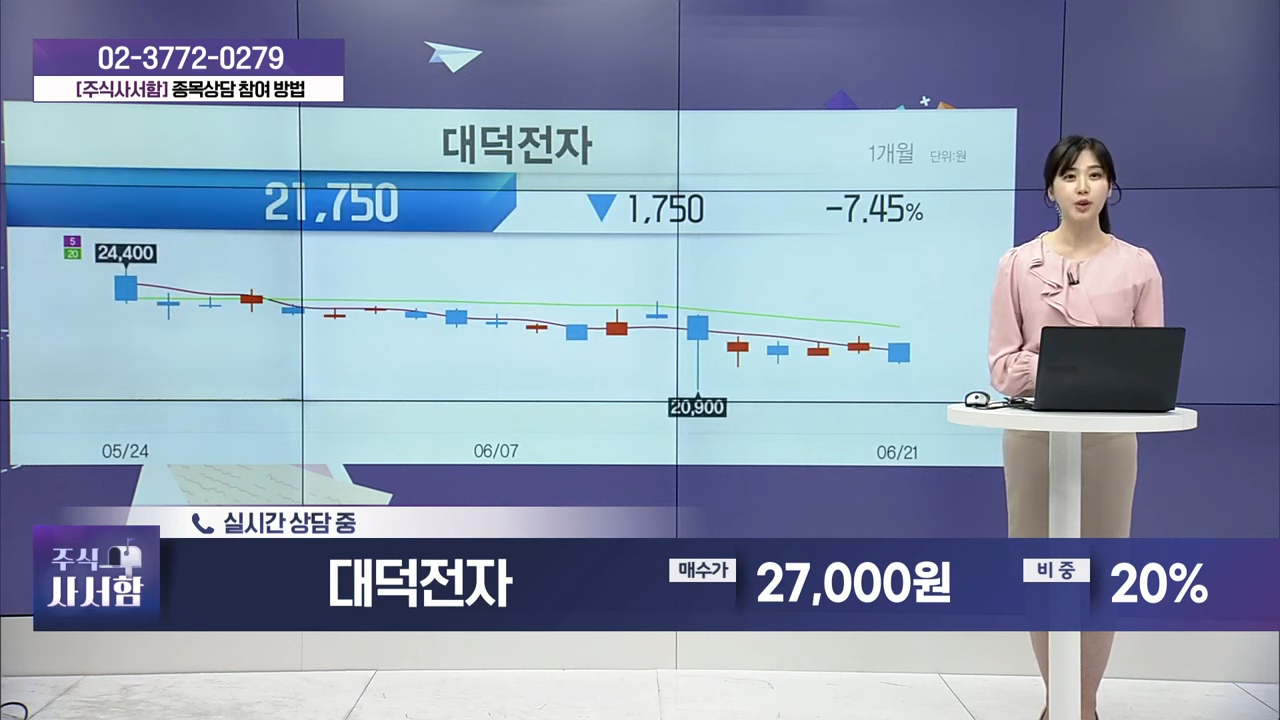 02-3772-0279
[주식사서함] 종목상담 참여 방법
대덕전자
1개월 단위:원
21,750 ▼ 1,750 -7.45%
5
20
24,400
20,900
05/24 06/07 06/21
실시간 상담 중
주식
사서함
대덕전자 매수가 27,000원 비중 20%